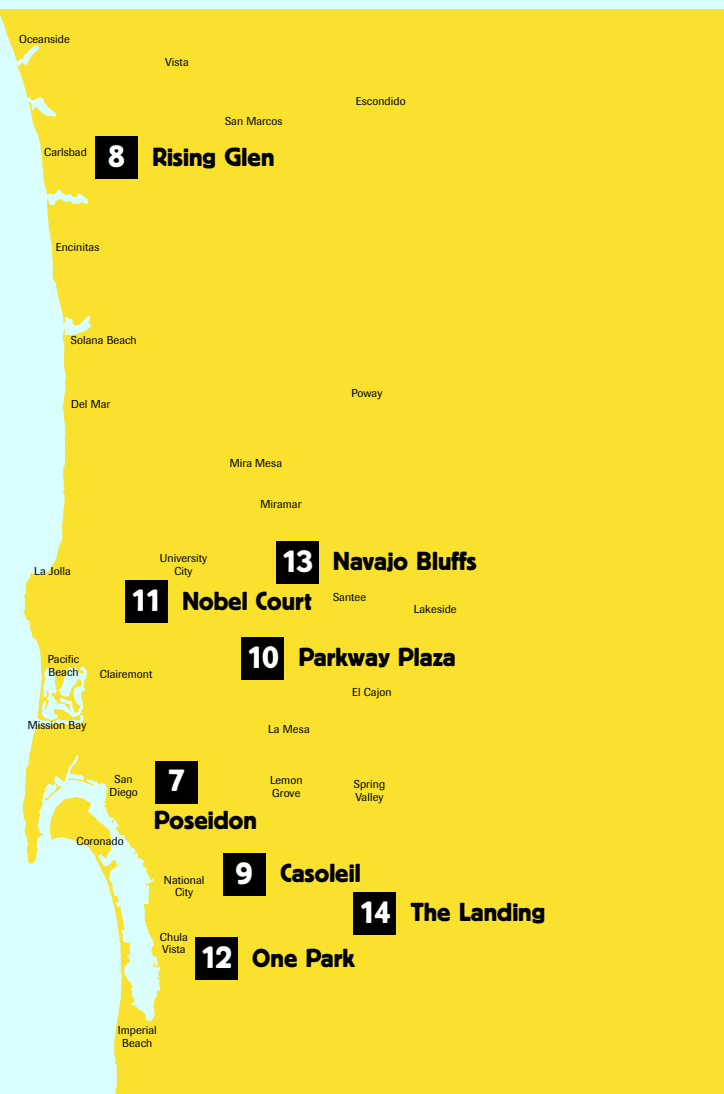 Oceanside
Vista
Escondido
San Marcos
Carlsbad
8 Rising Glen
Encinitas
Solana Beach
Poway
Del Mar
Mira Mesa
Miramar
University
City
13 Navajo Bluffs
La Jolla
11 Nobel Court
Santee
Lakeside
10 Parkway Plaza
Pacific
Beach
Clairemont
El Cajon
Mission Bay
La Mesa
San
Diego
7
Poseidon
Lemon
Grove
Spring
Valley
Coronado
9 Casoleil
National
City
14 The Landing
Chula
Vista
12 One Park
Imperial
Beach